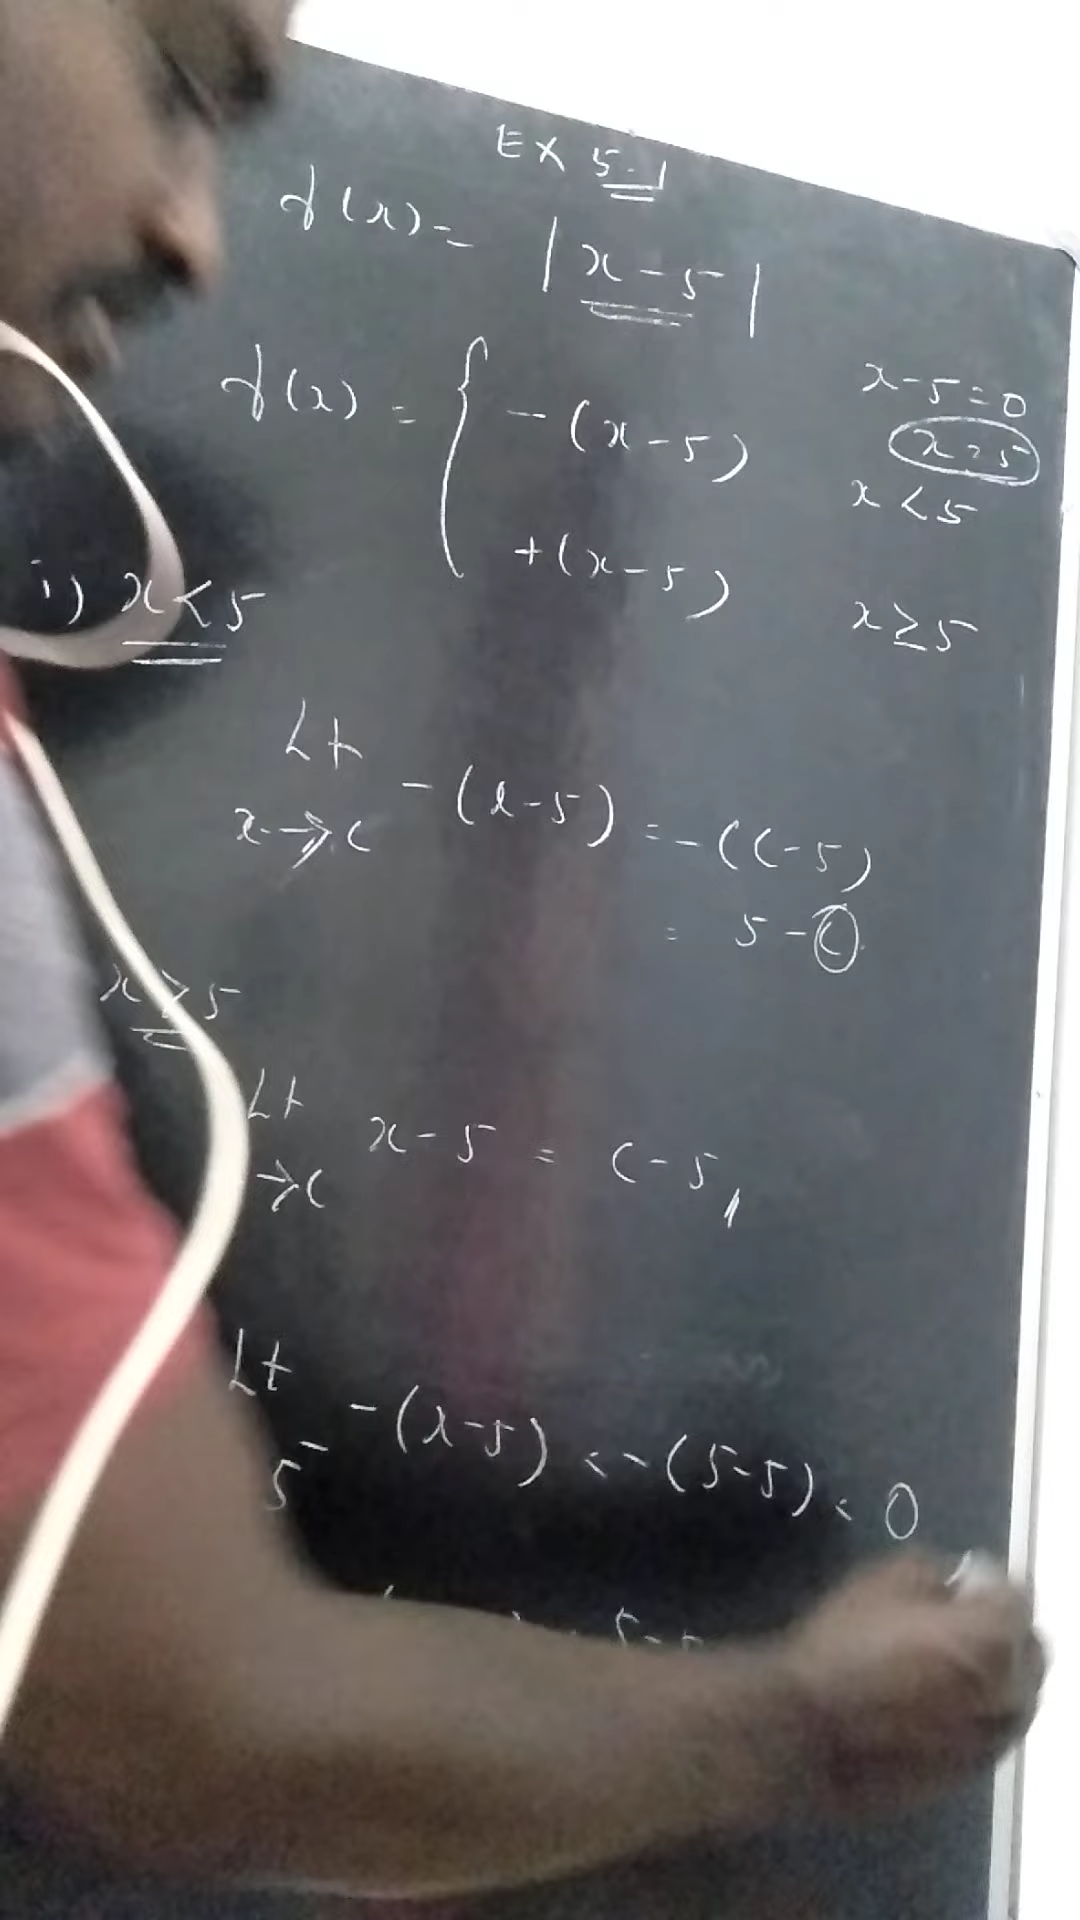 EX 5.1
f(x) = |x-5|
x-5=0
x=5
f(x) = { -(x-5) x<5
+(x-5) x≥5
i) x<5
Lt x→c -(x-5) = -(c-5)
= 5-c
x>5
Lt →c x-5 = c-5
Lt 5⁻ -(x-5) = -(5-5) = 0